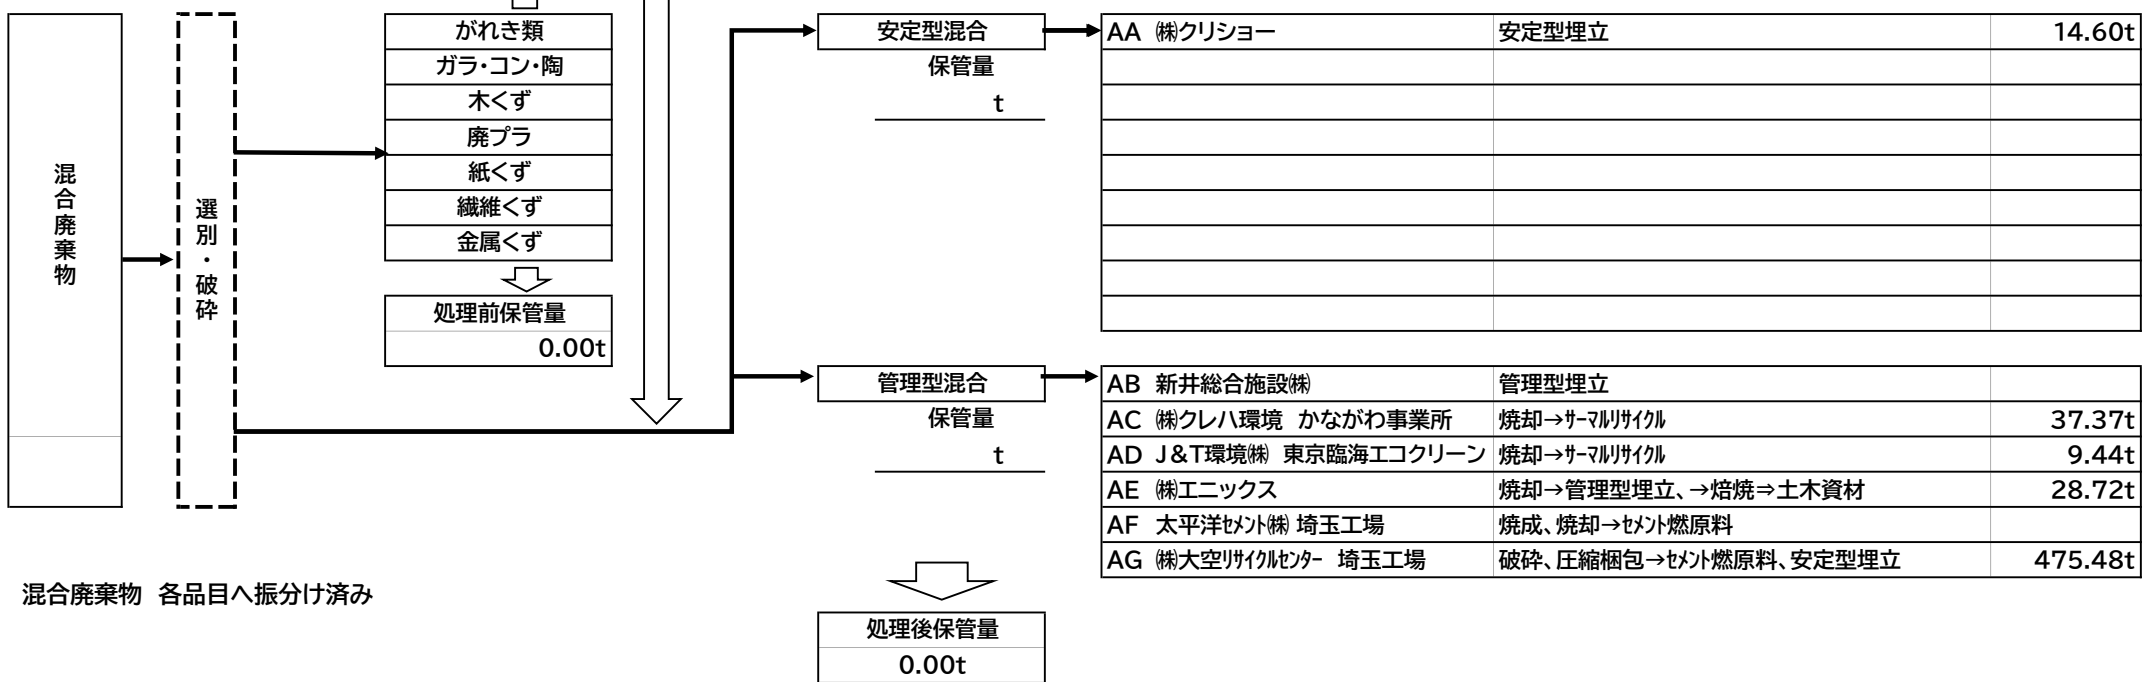 混合廃棄物
選別・破砕
がれき類
ガラ・コン・陶
木くず
廃プラ
紙くず
繊維くず
金属くず
処理前保管量
0.00t
安定型混合
保管量
t
AA ㈱クリショー 安定型埋立 14.60t
管理型混合
保管量
t
AB 新井総合施設㈱ 管理型埋立
AC ㈱クレハ環境 かながわ事業所 焼却→ｻｰﾏﾙﾘｻｲｸﾙ 37.37t
AD J＆T環境㈱ 東京臨海エコクリーン 焼却→ｻｰﾏﾙﾘｻｲｸﾙ 9.44t
AE ㈱エニックス 焼却→管理型埋立、→焙焼⇒土木資材 28.72t
AF 太平洋ｾﾒﾝﾄ㈱ 埼玉工場 焼成、焼却→ｾﾒﾝﾄ燃原料
AG ㈱大空ﾘｻｲｸﾙｾﾝﾀｰ 埼玉工場 破砕、圧縮梱包→ｾﾒﾝﾄ燃原料、安定型埋立 475.48t
混合廃棄物 各品目へ振分け済み
処理後保管量
0.00t